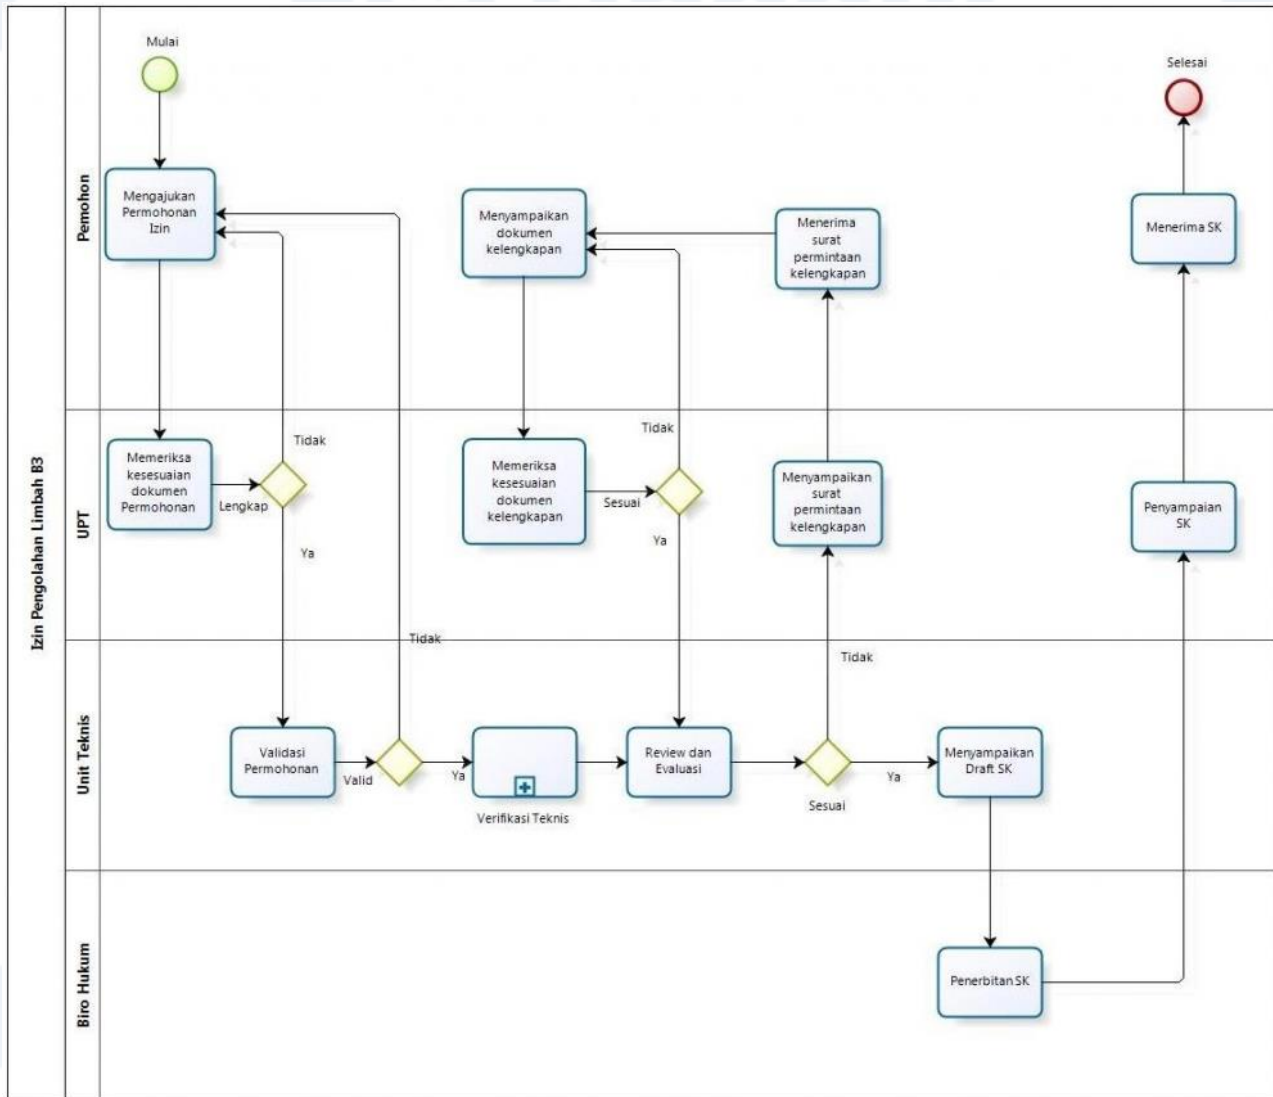 Izin Pengolahan Limbah B3
Pemohon
Mulai
Mengajukan
Permohonan
Izin
Menyampaikan
dokumen
kelengkapan
Menerima
surat
permintaan
kelengkapan
Selesai
Menerima SK
UPT
Memeriksa
kesesuaian
dokumen
Permohonan
Lengkap
Tidak
Ya
Memeriksa
kesesuaian
dokumen
kelengkapan
Sesuai
Tidak
Ya
Menyampaikan
surat
permintaan
kelengkapan
Penyampaian
SK
Unit Teknis
Validasi
Permohonan
Valid
Tidak
Ya
Verifikasi Teknis
Review dan
Evaluasi
Sesuai
Tidak
Ya
Menyampaikan
Draft SK
Biro Hukum
Penerbitan SK